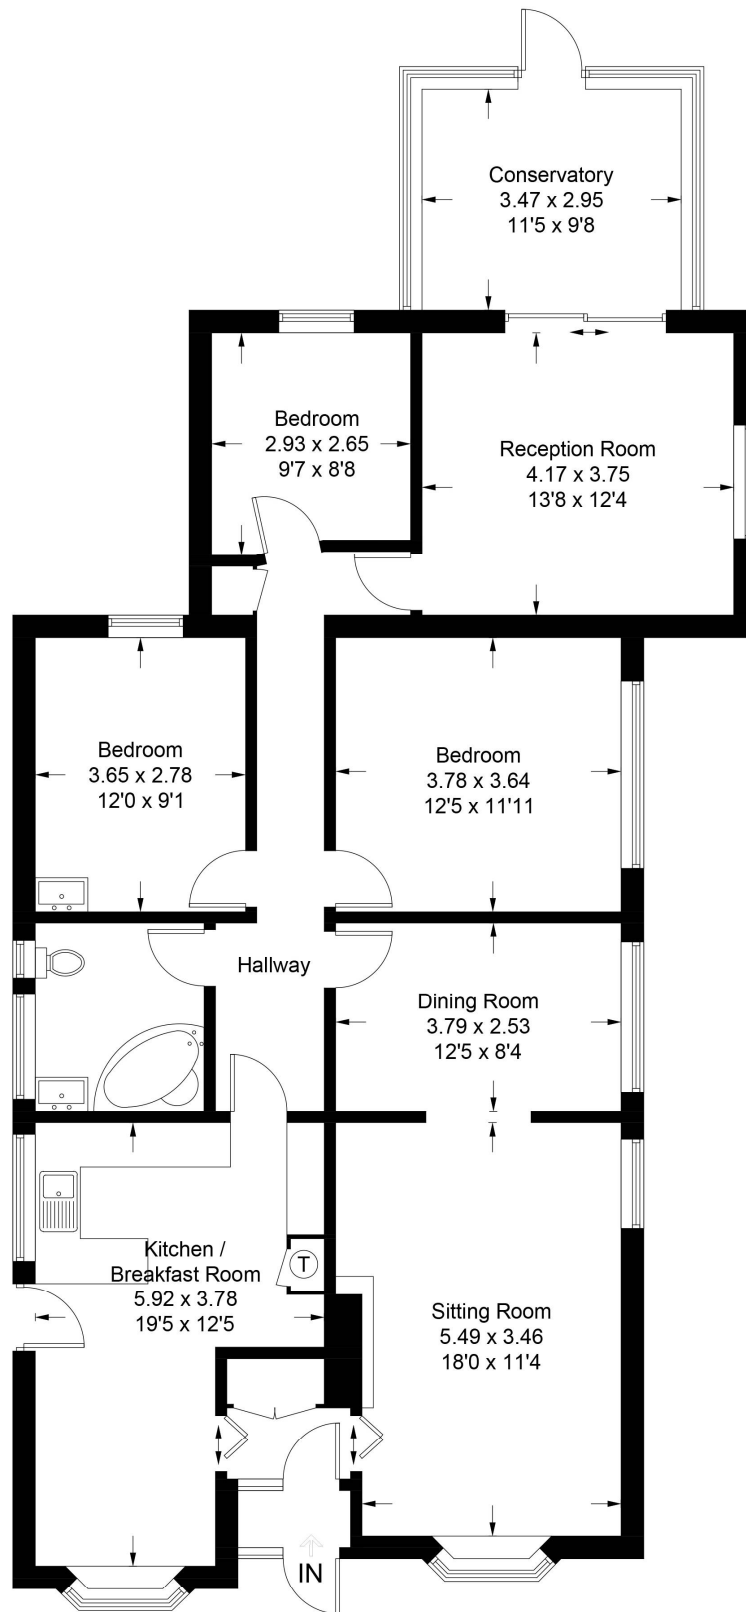 Conservatory
3.47 x 2.95
11'5 x 9'8
Bedroom
2.93 x 2.65
9'7 x 8'8
Reception Room
4.17 x 3.75
13'8 x 12'4
Bedroom
3.65 x 2.78
12'0 x 9'1
Bedroom
3.78 x 3.64
12'5 x 11'11
Hallway
Dining Room
3.79 x 2.53
12'5 x 8'4
Kitchen /
Breakfast Room
5.92 x 3.78
19'5 x 12'5
T
Sitting Room
5.49 x 3.46
18'0 x 11'4
IN